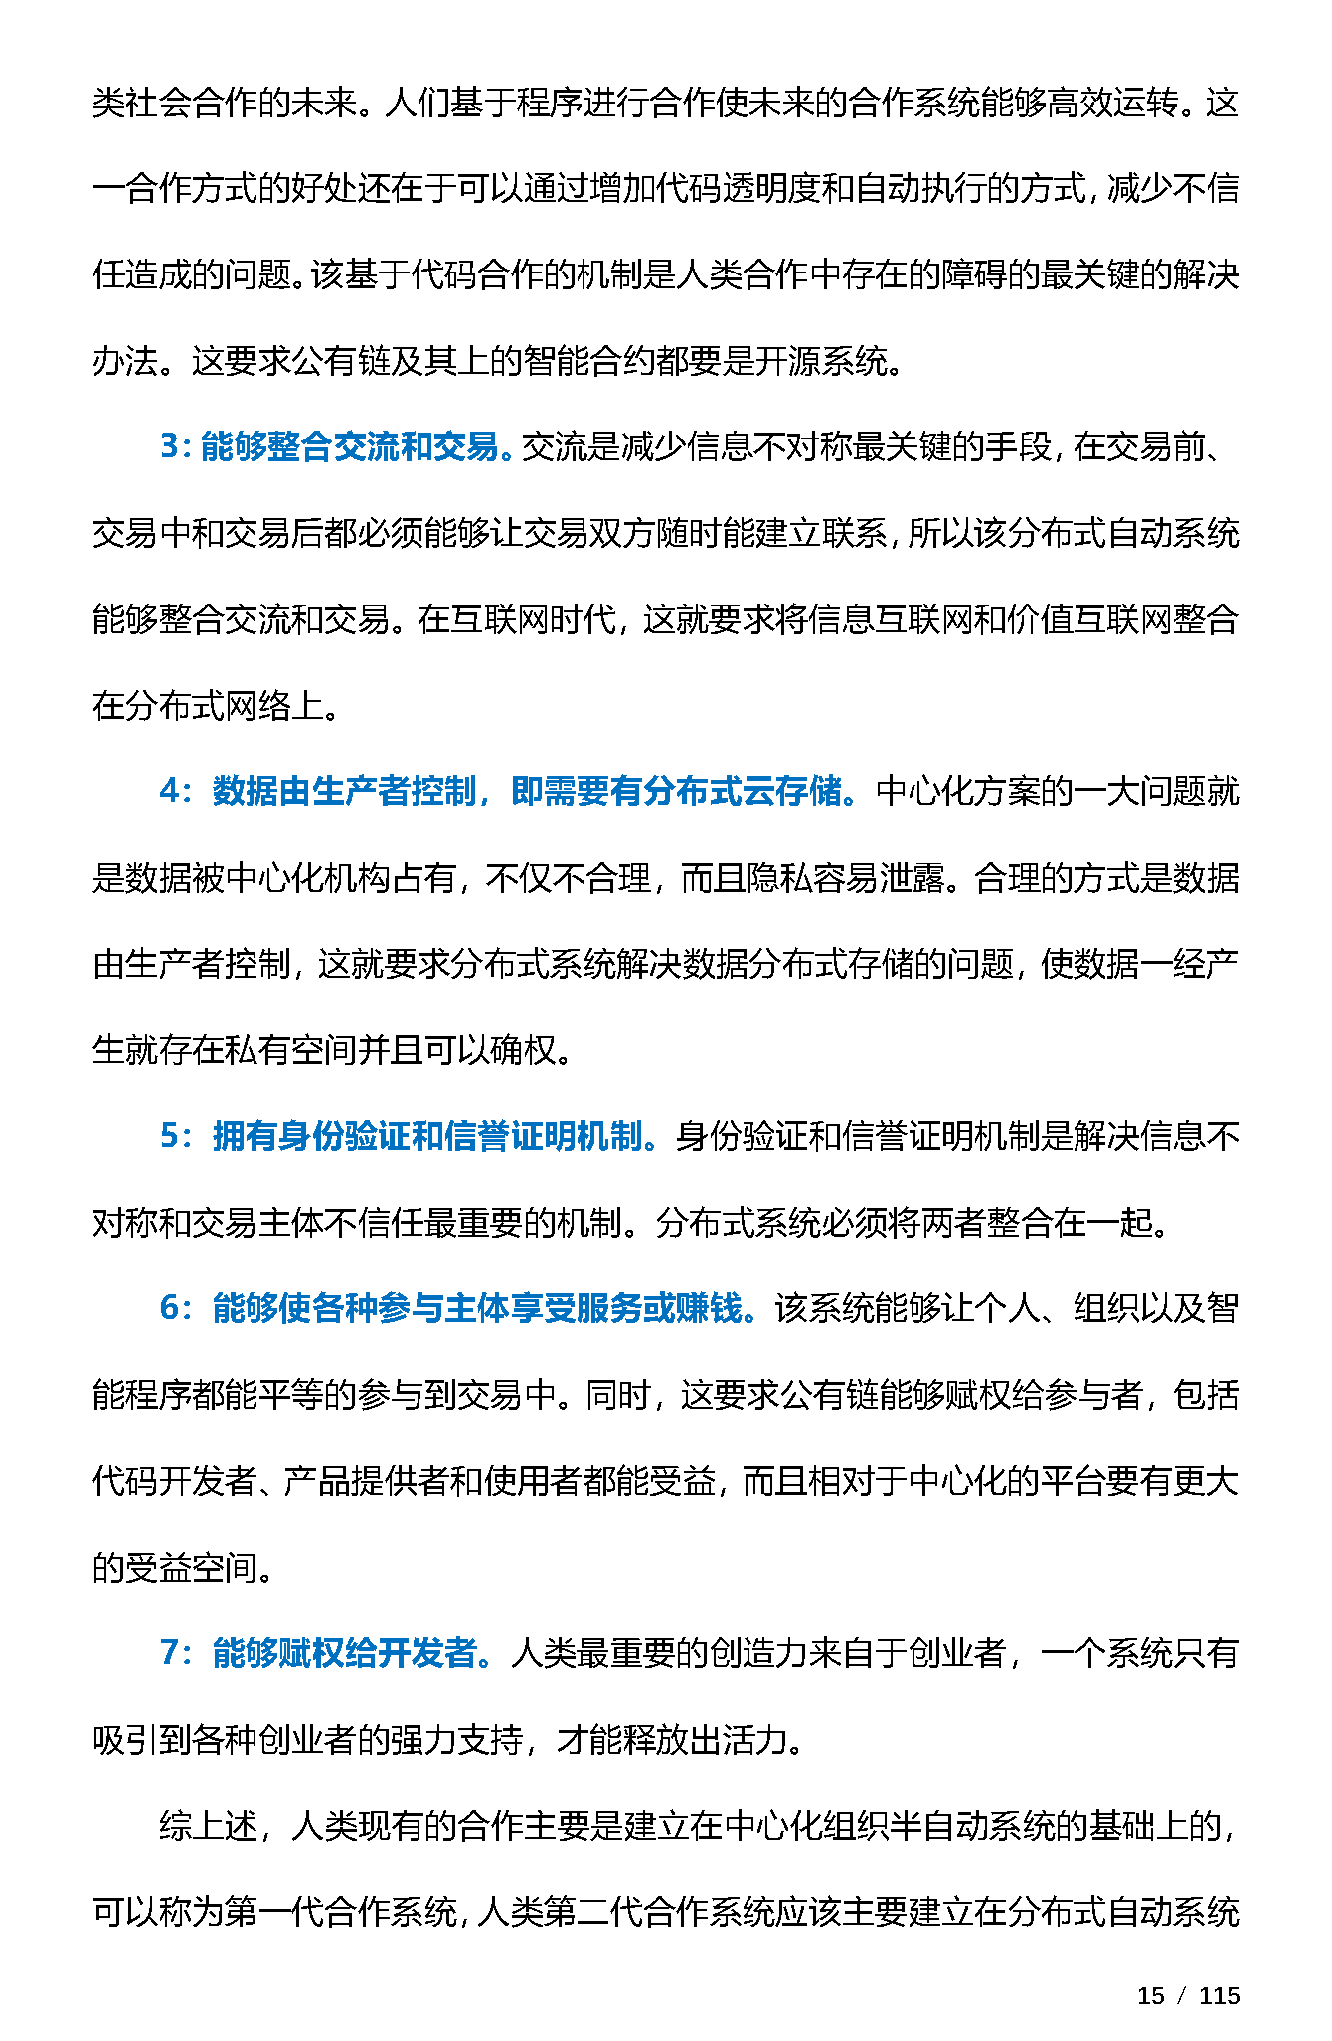 类社会合作的未来。人们基于程序进行合作使未来的合作系统能够高效运转。这
一合作方式的好处还在于可以通过增加代码透明度和自动执行的方式，减少不信
任造成的问题。该基于代码合作的机制是人类合作中存在的障碍的最关键的解决
办法。这要求公有链及其上的智能合约都要是开源系统。
3：能够整合交流和交易。交流是减少信息不对称最关键的手段，在交易前、
交易中和交易后都必须能够让交易双方随时能建立联系，所以该分布式自动系统
能够整合交流和交易。在互联网时代，这就要求将信息互联网和价值互联网整合
在分布式网络上。
4：数据由生产者控制，即需要有分布式云存储。中心化方案的一大问题就
是数据被中心化机构占有，不仅不合理，而且隐私容易泄露。合理的方式是数据
由生产者控制，这就要求分布式系统解决数据分布式存储的问题，使数据一经产
生就存在私有空间并且可以确权。
5：拥有身份验证和信誉证明机制。身份验证和信誉证明机制是解决信息不
对称和交易主体不信任最重要的机制。分布式系统必须将两者整合在一起。
6：能够使各种参与主体享受服务或赚钱。该系统能够让个人、组织以及智
能程序都能平等的参与到交易中。同时，这要求公有链能够赋权给参与者，包括
代码开发者、产品提供者和使用者都能受益，而且相对于中心化的平台要有更大
的受益空间。
7：能够赋权给开发者。人类最重要的创造力来自于创业者，一个系统只有
吸引到各种创业者的强力支持，才能释放出活力。
综上述，人类现有的合作主要是建立在中心化组织半自动系统的基础上的，
可以称为第一代合作系统，人类第二代合作系统应该主要建立在分布式自动系统
15 / 115